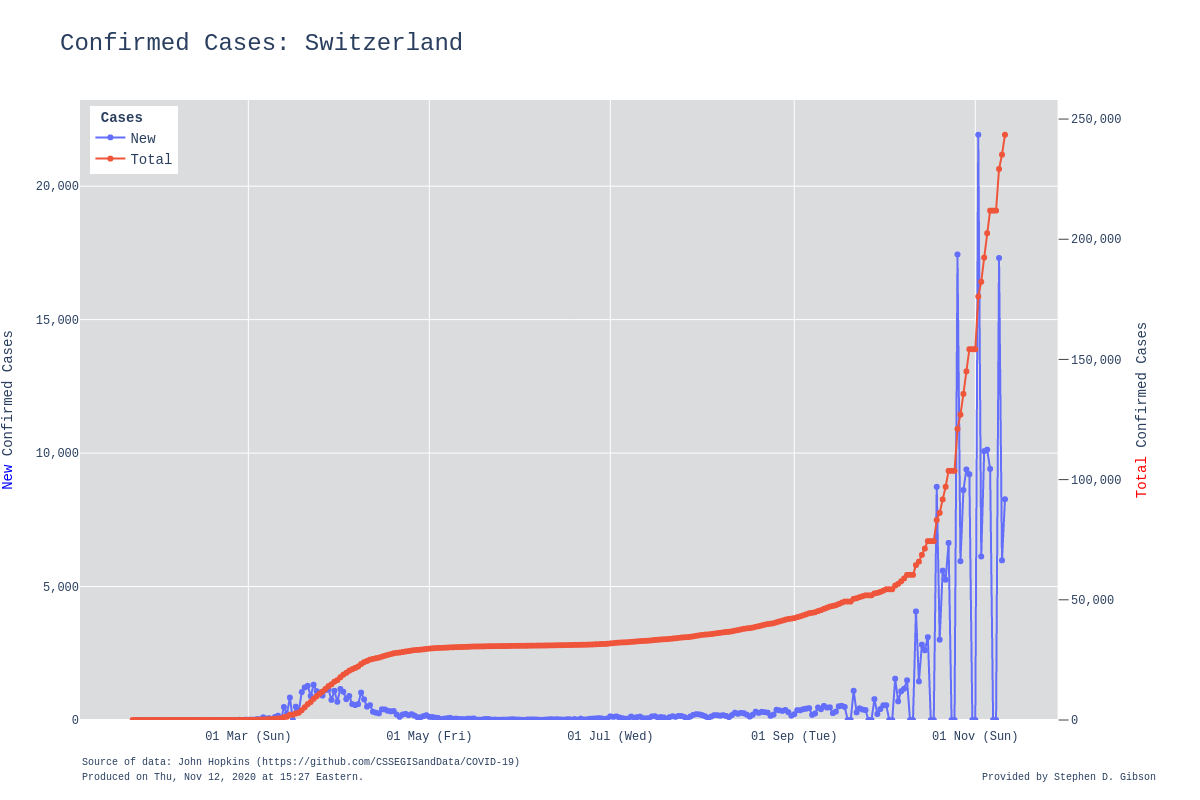 Confirmed Cases: Switzerland
Cases
New
Total
20,000
15,000
10,000
5,000
0
250,000
200,000
150,000
100,000
50,000
0
New Confirmed Cases
Total Confirmed Cases
01 Mar (Sun)
01 May (Fri)
01 Jul (Wed)
01 Sep (Tue)
01 Nov (Sun)
Source of data: John Hopkins (https://github.com/CSSEGISandData/COVID-19)
Produced on Thu, Nov 12, 2020 at 15:27 Eastern.
Provided by Stephen D. Gibson